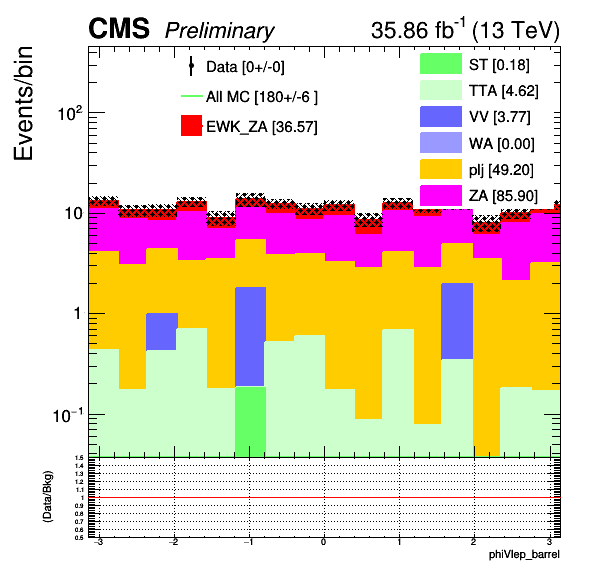 CMS Preliminary 35.86 fb⁻¹ (13 TeV)
Events/bin
Data [0+/-0]
All MC [180+/-6 ]
EWK_ZA [36.57]
ST [0.18]
TTA [4.62]
VV [3.77]
WA [0.00]
plj [49.20]
ZA [85.90]
10²
10
1
10⁻¹
(Data/Bkg)
1.5
1.4
1.3
1.2
1.1
1
0.9
0.8
0.7
0.6
0.5
−3 −2 −1 0 1 2 3
phiVlep_barrel